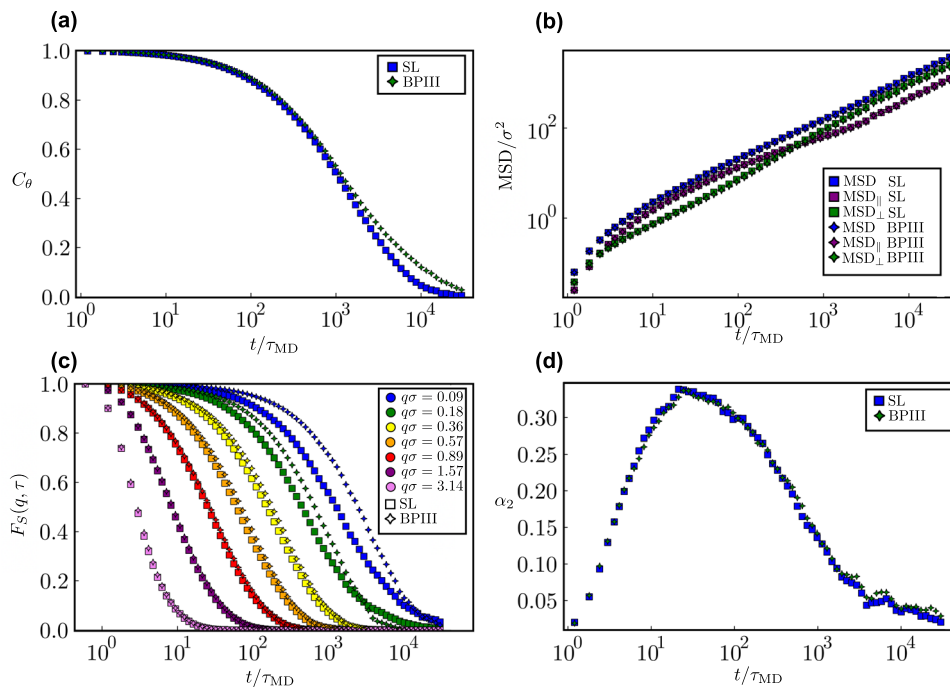 (a)
1.0
0.8
0.6
0.4
0.2
0.0
C_θ
SL
BPIII
10^0
10^1
10^2
10^3
10^4
t/τ_MD
(b)
10^2
10^0
MSD/σ^2
MSD SL
MSD_∥ SL
MSD_⊥ SL
MSD BPIII
MSD_∥ BPIII
MSD_⊥ BPIII
10^0
10^1
10^2
10^3
10^4
t/τ_MD
(c)
1.0
0.8
0.6
0.4
0.2
0.0
F_S(q, τ)
qσ = 0.09
qσ = 0.18
qσ = 0.36
qσ = 0.57
qσ = 0.89
qσ = 1.57
qσ = 3.14
SL
BPIII
10^0
10^1
10^2
10^3
10^4
t/τ_MD
(d)
0.30
0.25
0.20
0.15
0.10
0.05
α_2
SL
BPIII
10^0
10^1
10^2
10^3
10^4
t/τ_MD